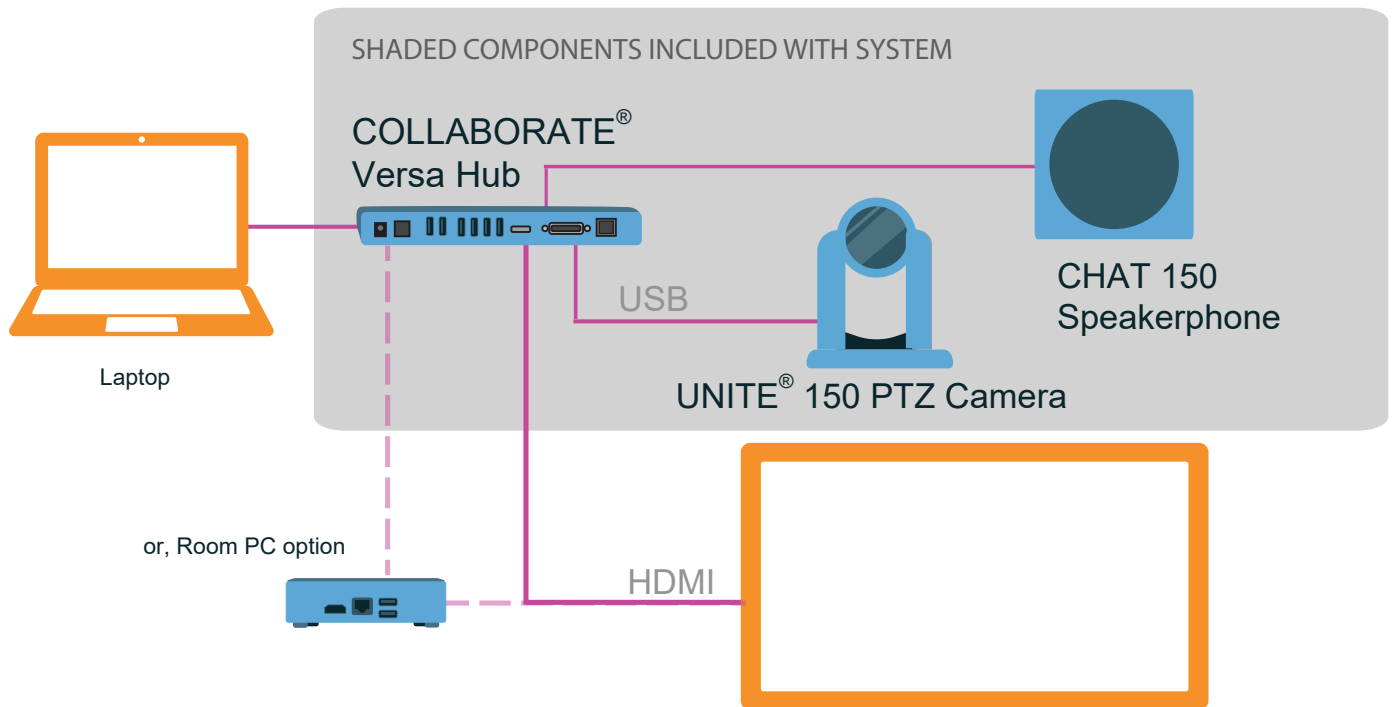 SHADED COMPONENTS INCLUDED WITH SYSTEM
COLLABORATE®
Versa Hub
USB
CHAT 150
Speakerphone
Laptop
UNITE® 150 PTZ Camera
or, Room PC option
HDMI